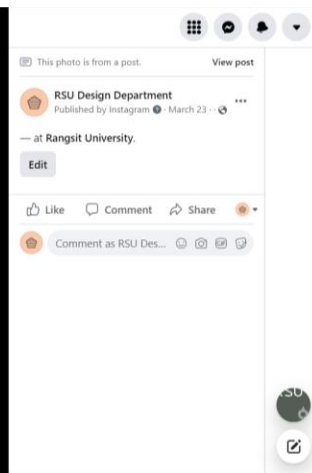 This photo is from a post. View post
RSU Design Department
Published by Instagram · March 23 ·
— at Rangsit University.
Edit
Like Comment Share
Comment as RSU Des...
RSU